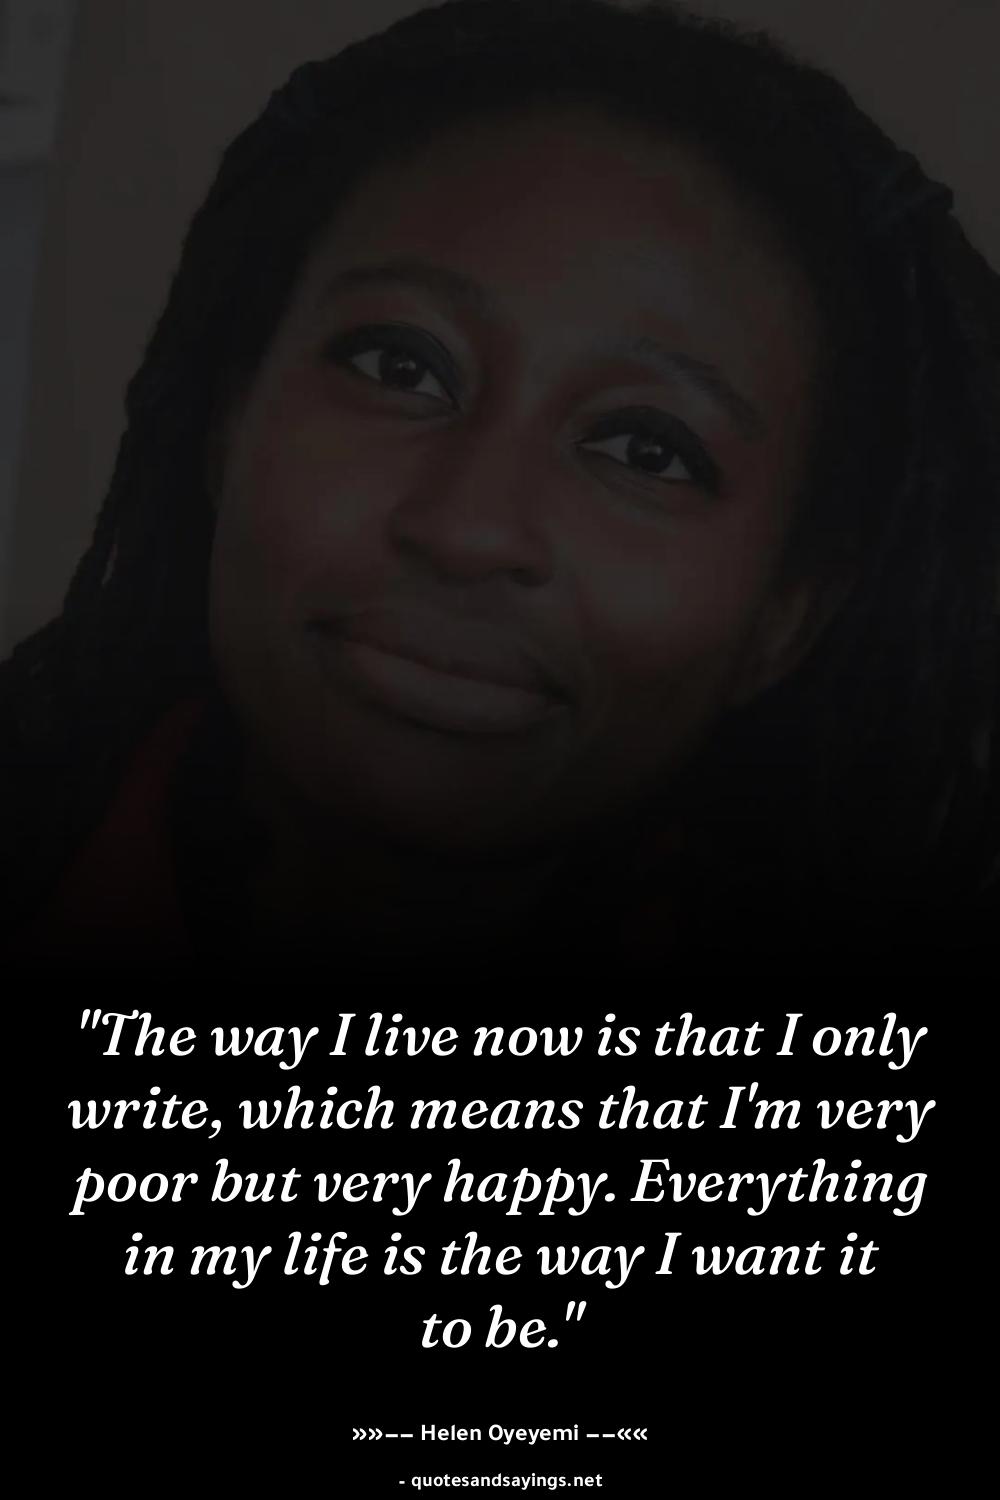 "The way I live now is that I only
write, which means that I'm very
poor but very happy. Everything
in my life is the way I want it
to be."
»»–– Helen Oyeyemi ––««
- quotesandsayings.net